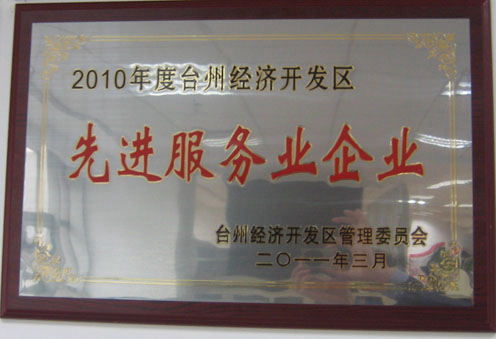 2010年度台州经济开发区
先进服务业企业
台州经济开发区管理委员会
二〇一一年三月